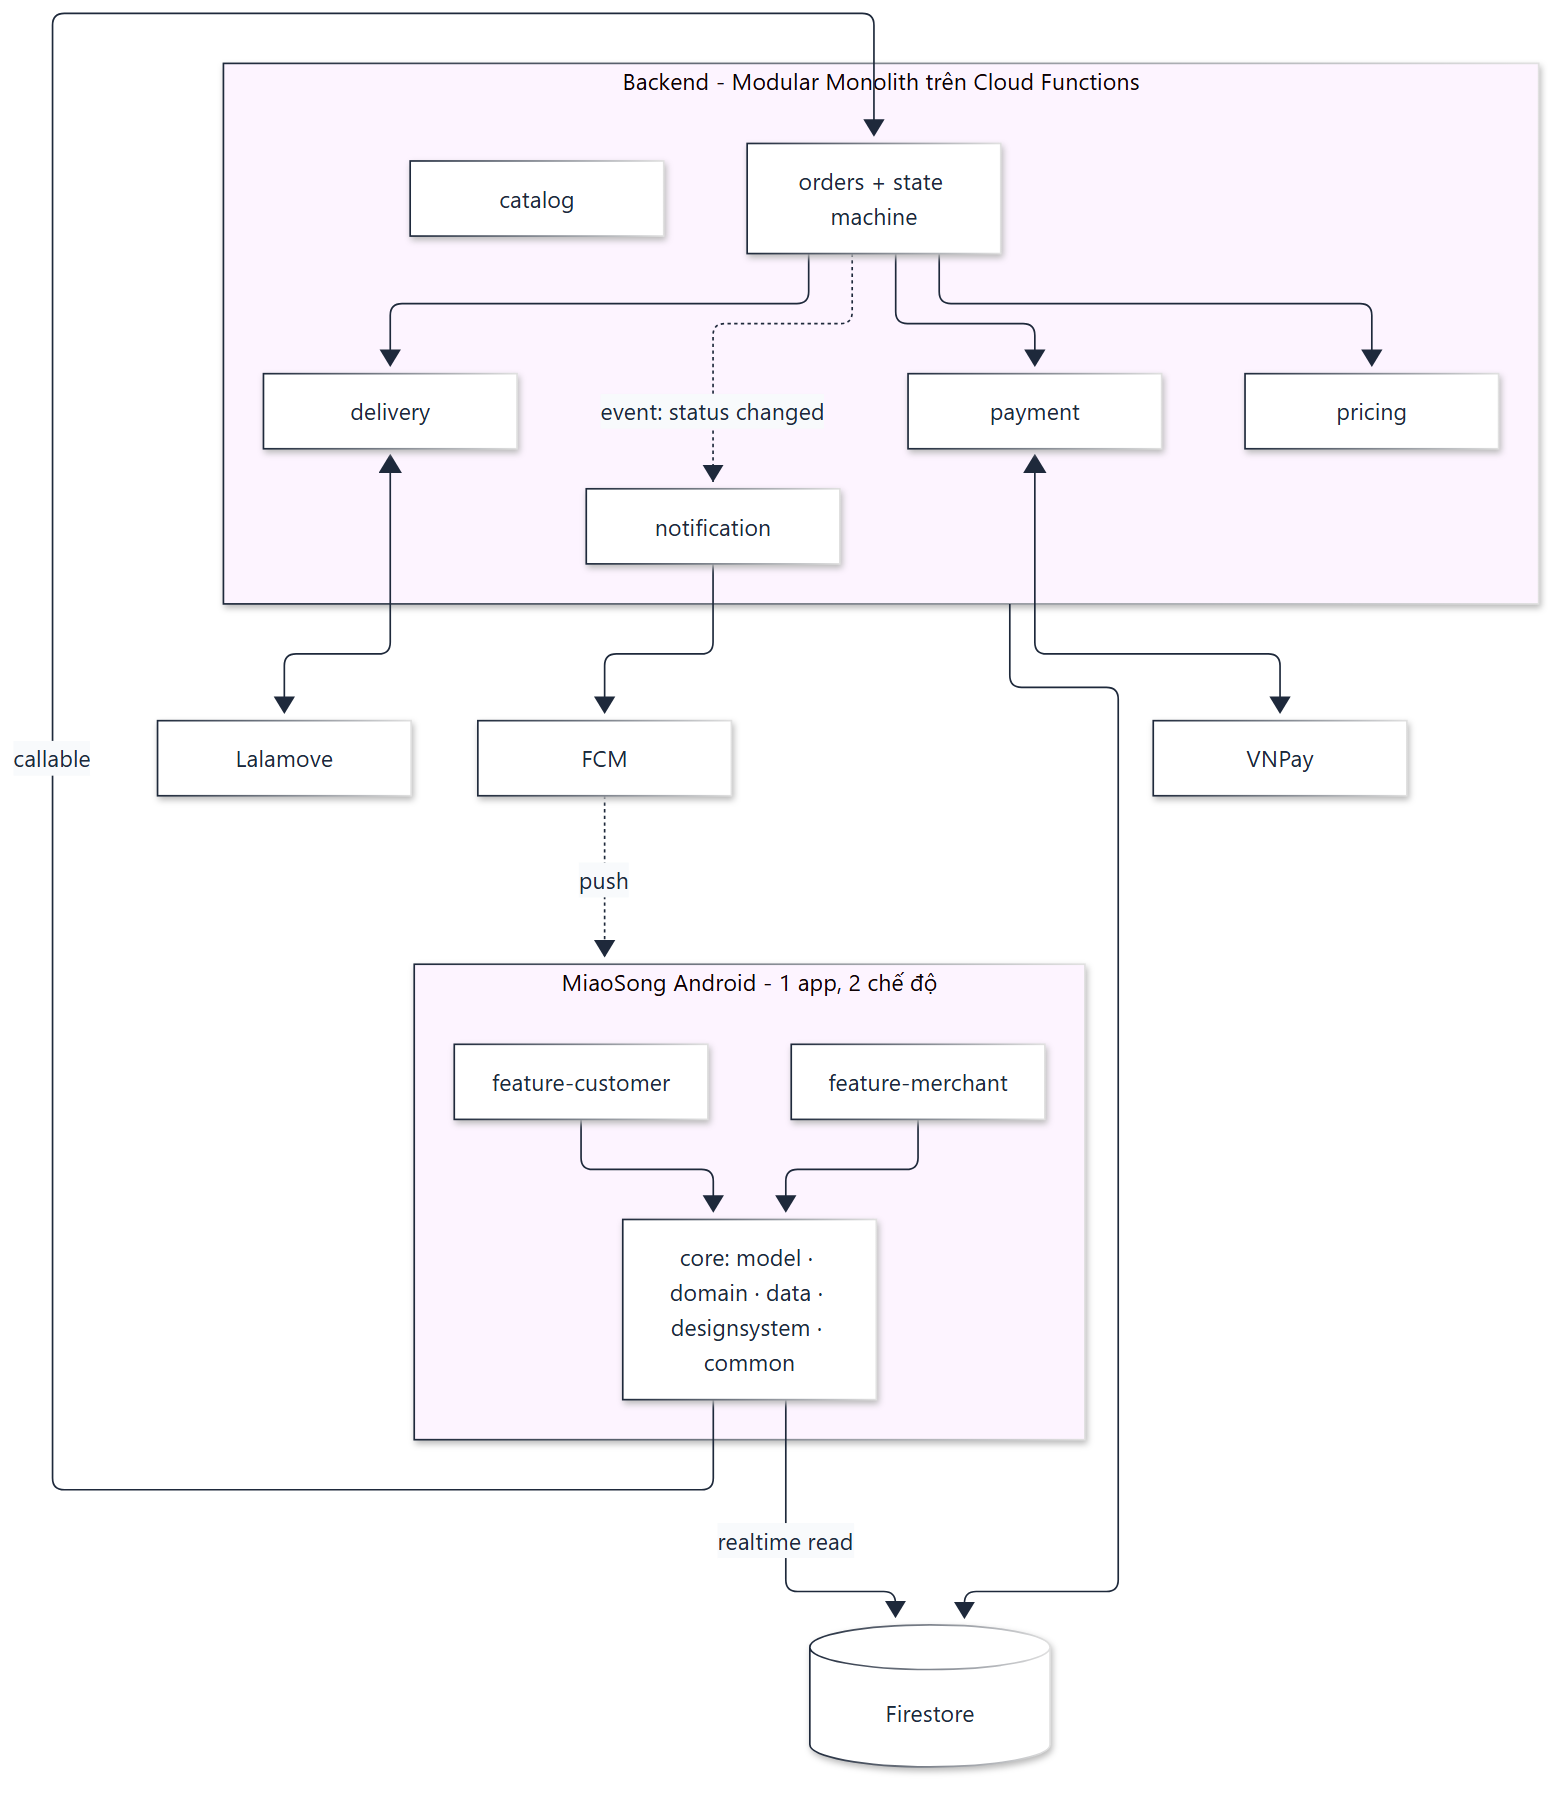 Backend - Modular Monolith trên Cloud Functions
catalog
orders + state
machine
delivery
event: status changed
payment
pricing
notification
callable
Lalamove
FCM
VNPay
push
MiaoSong Android - 1 app, 2 chế độ
feature-customer
feature-merchant
core: model ·
domain · data ·
designsystem ·
common
realtime read
Firestore